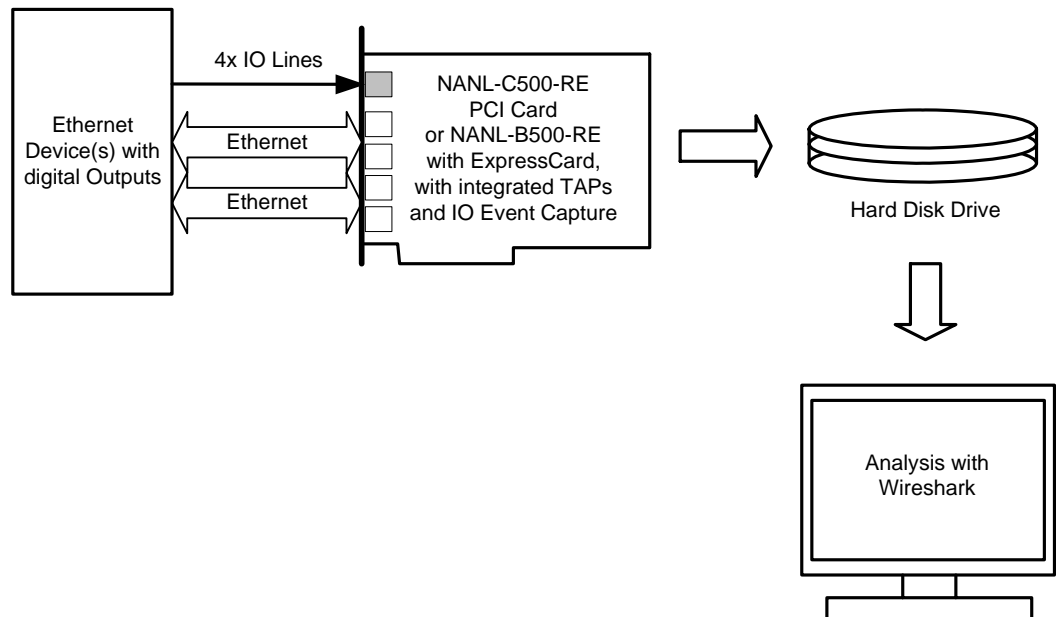 4x IO Lines
Ethernet
Device(s) with
digital Outputs
Ethernet
Ethernet
NANL-C500-RE
PCI Card
or NANL-B500-RE
with ExpressCard,
with integrated TAPs
and IO Event Capture
Hard Disk Drive
Analysis with
Wireshark